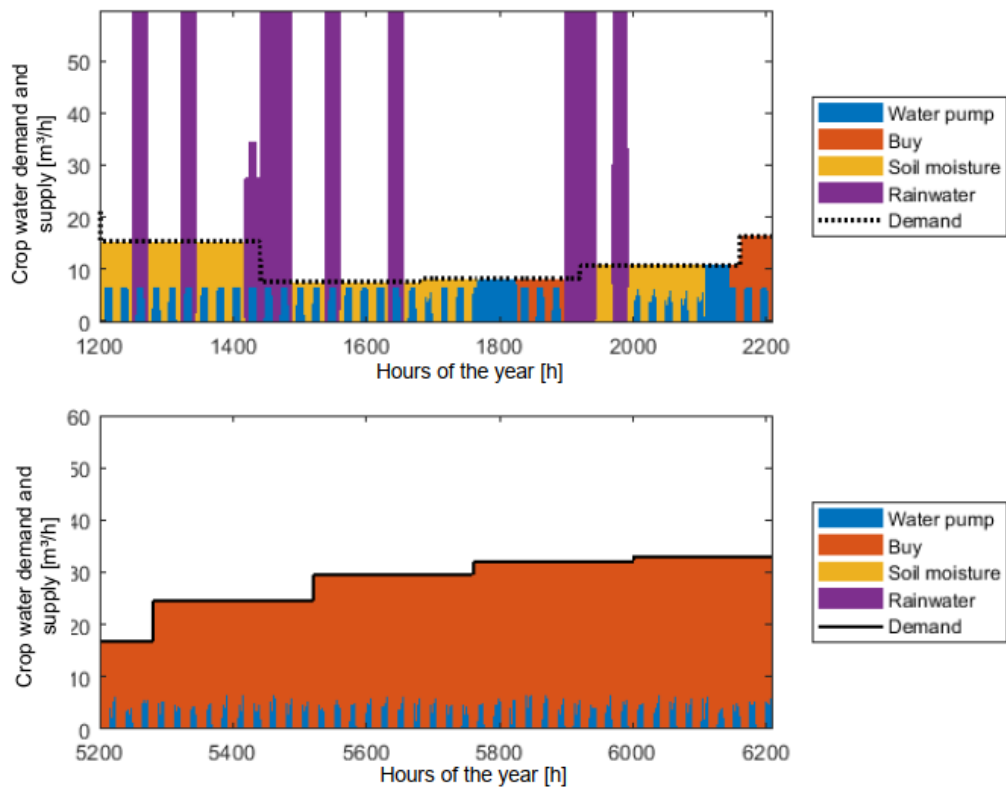 Crop water demand and
supply [m³/h]
50
40
30
20
10
0
1200
1400
1600
1800
2000
2200
Hours of the year [h]
Water pump
Buy
Soil moisture
Rainwater
Demand
Crop water demand and
supply [m³/h]
60
50
40
30
20
10
0
5200
5400
5600
5800
6000
6200
Hours of the year [h]
Water pump
Buy
Soil moisture
Rainwater
Demand